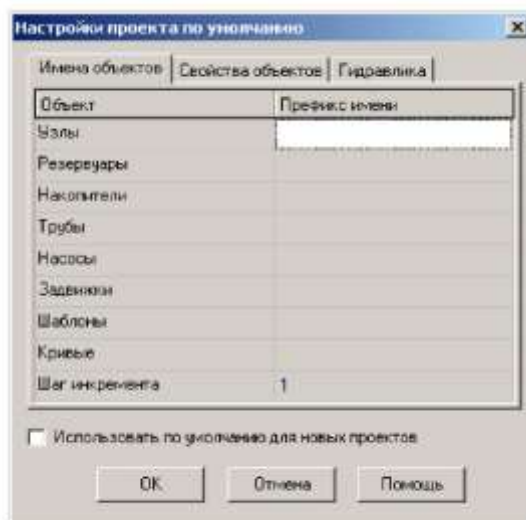 Настройки проекта по умолчанию
Имена объектов Свойства объектов Гидравлика
Объект Префикс имени
Узлы
Резервуары
Накопители
Трубы
Насосы
Задвижки
Шаблоны
Кривые
Шаг инкремента 1
Использовать по умолчанию для новых проектов
OK Отмена Помощь